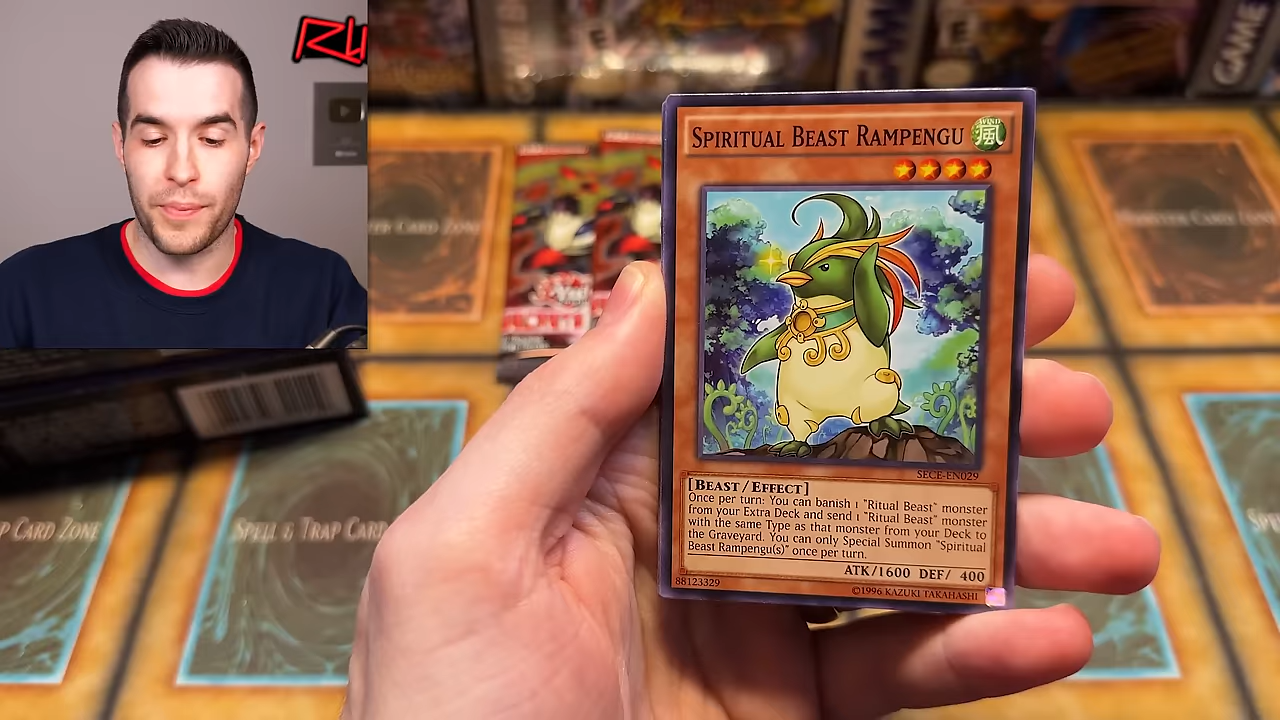 RU
GAME
GAME
SPIRITUAL BEAST RAMPENGU
WIND
風
SECE-EN029
[BEAST/EFFECT]
Once per turn: You can banish 1 "Ritual Beast" monster
from your Extra Deck and send 1 "Ritual Beast" monster
with the same Type as that monster from your Deck to
the Graveyard. You can only Special Summon "Spiritual
Beast Rampengu(s)" once per turn.
ATK/1600 DEF/ 400
88123329
©1996 KAZUKI TAKAHASHI
P CARD ZONE
SPELL & TRAP CARD